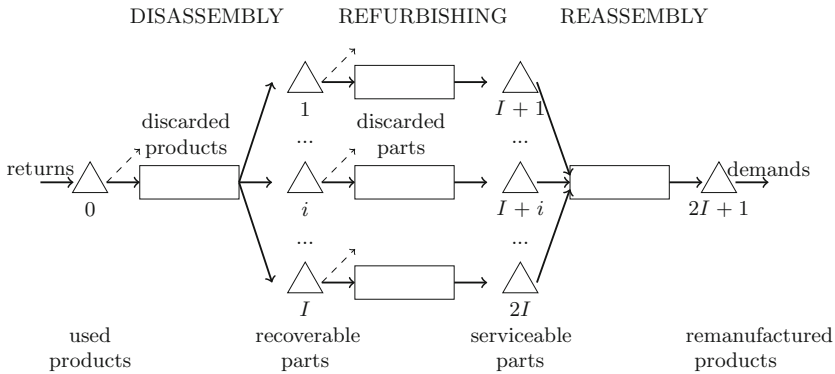 DISASSEMBLY REFURBISHING REASSEMBLY
1
I + 1
discarded
products
...
discarded
parts
...
returns
demands
0
i
I + i
2I + 1
...
...
I
2I
used
products
recoverable
parts
serviceable
parts
remanufactured
products